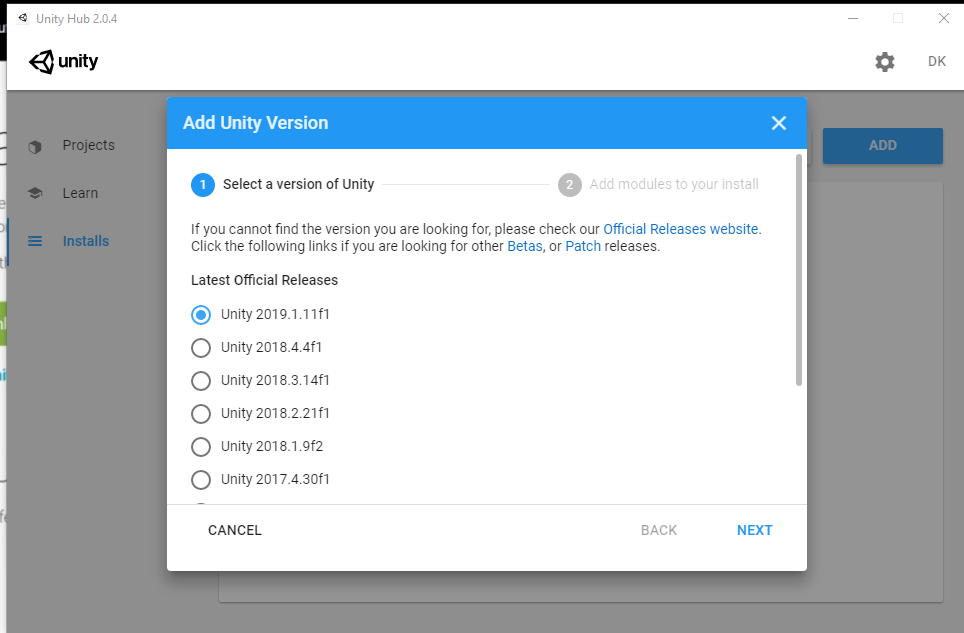 Unity Hub 2.0.4
unity
DK
Projects
Learn
Installs
ADD
Add Unity Version
1 Select a version of Unity
2 Add modules to your install
If you cannot find the version you are looking for, please check our Official Releases website.
Click the following links if you are looking for other Betas, or Patch releases.
Latest Official Releases
Unity 2019.1.11f1
Unity 2018.4.4f1
Unity 2018.3.14f1
Unity 2018.2.21f1
Unity 2018.1.9f2
Unity 2017.4.30f1
CANCEL
BACK
NEXT